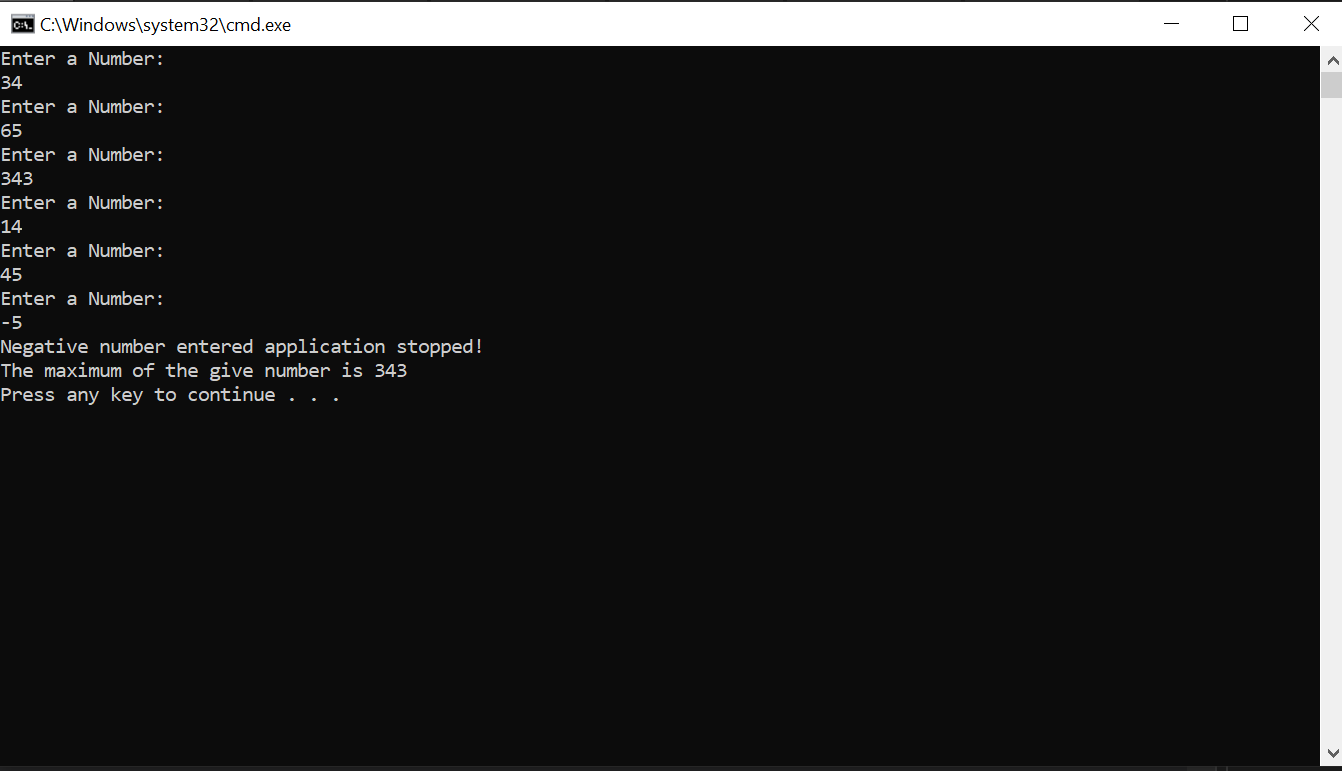 C:\Windows\system32\cmd.exe
Enter a Number:
34
Enter a Number:
65
Enter a Number:
343
Enter a Number:
14
Enter a Number:
45
Enter a Number:
-5
Negative number entered application stopped!
The maximum of the give number is 343
Press any key to continue . . .